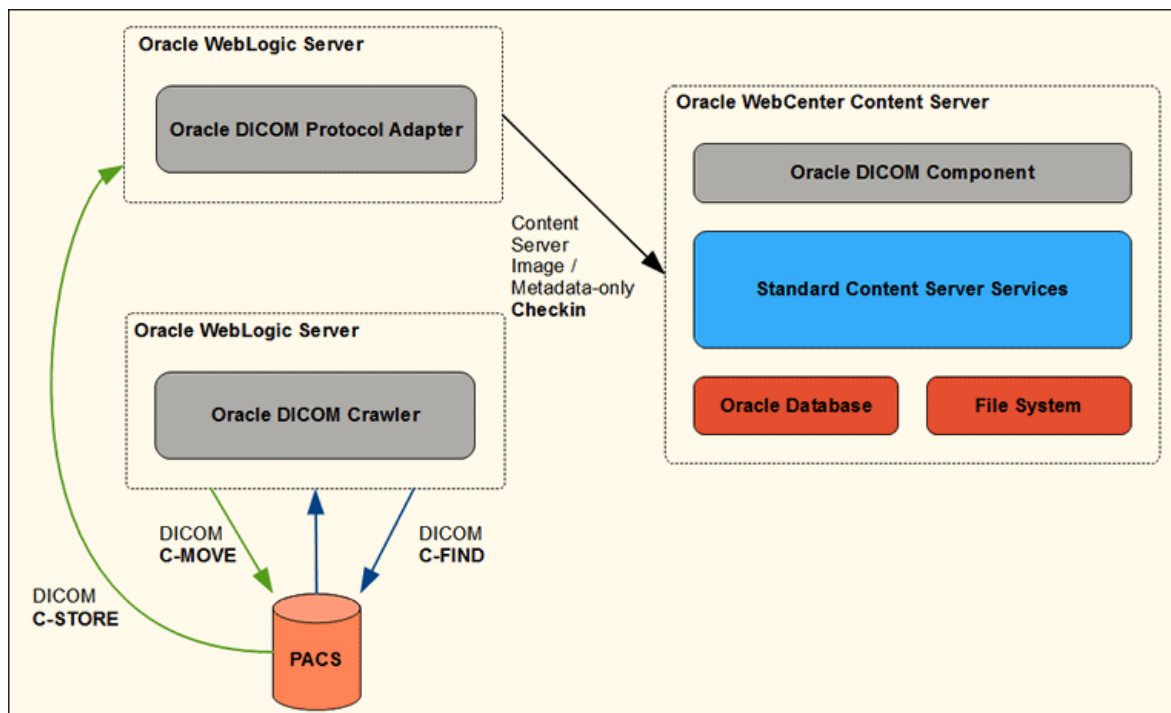 Oracle WebLogic Server
Oracle DICOM Protocol Adapter
Oracle WebCenter Content Server
Oracle DICOM Component
Standard Content Server Services
Oracle Database
File System
Content
Server
Image /
Metadata-only
Checkin
Oracle WebLogic Server
Oracle DICOM Crawler
DICOM
C-MOVE
DICOM
C-FIND
DICOM
C-STORE
PACS